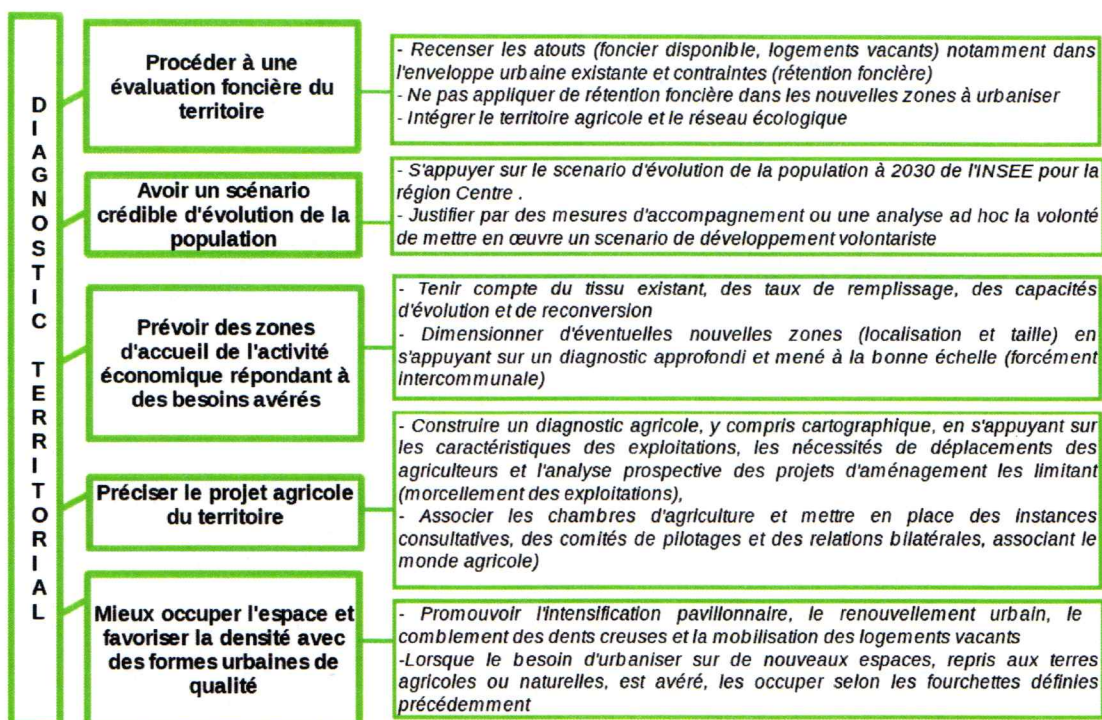 DIAGNOSTIC TERRITORIAL
Procéder à une
évaluation foncière du
territoire
- Recenser les atouts (foncier disponible, logements vacants) notamment dans
l'enveloppe urbaine existante et contraintes (rétention foncière)
- Ne pas appliquer de rétention foncière dans les nouvelles zones à urbaniser
- Intégrer le territoire agricole et le réseau écologique
Avoir un scénario
crédible d'évolution de la
population
- S'appuyer sur le scenario d'évolution de la population à 2030 de l'INSEE pour la
région Centre .
- Justifier par des mesures d'accompagnement ou une analyse ad hoc la volonté
de mettre en œuvre un scenario de développement volontariste
Prévoir des zones
d'accueil de l'activité
économique répondant à
des besoins avérés
- Tenir compte du tissu existant, des taux de remplissage, des capacités
d'évolution et de reconversion
- Dimensionner d'éventuelles nouvelles zones (localisation et taille) en
s'appuyant sur un diagnostic approfondi et mené à la bonne échelle (forcément
intercommunale)
Préciser le projet agricole
du territoire
- Construire un diagnostic agricole, y compris cartographique, en s'appuyant sur
les caractéristiques des exploitations, les nécessités de déplacements des
agriculteurs et l'analyse prospective des projets d'aménagement les limitant
(morcellement des exploitations),
- Associer les chambres d'agriculture et mettre en place des instances
consultatives, des comités de pilotages et des relations bilatérales, associant le
monde agricole)
Mieux occuper l'espace et
favoriser la densité avec
des formes urbaines de
qualité
- Promouvoir l'intensification pavillonnaire, le renouvellement urbain, le
comblement des dents creuses et la mobilisation des logements vacants
-Lorsque le besoin d'urbaniser sur de nouveaux espaces, repris aux terres
agricoles ou naturelles, est avéré, les occuper selon les fourchettes définies
précédemment